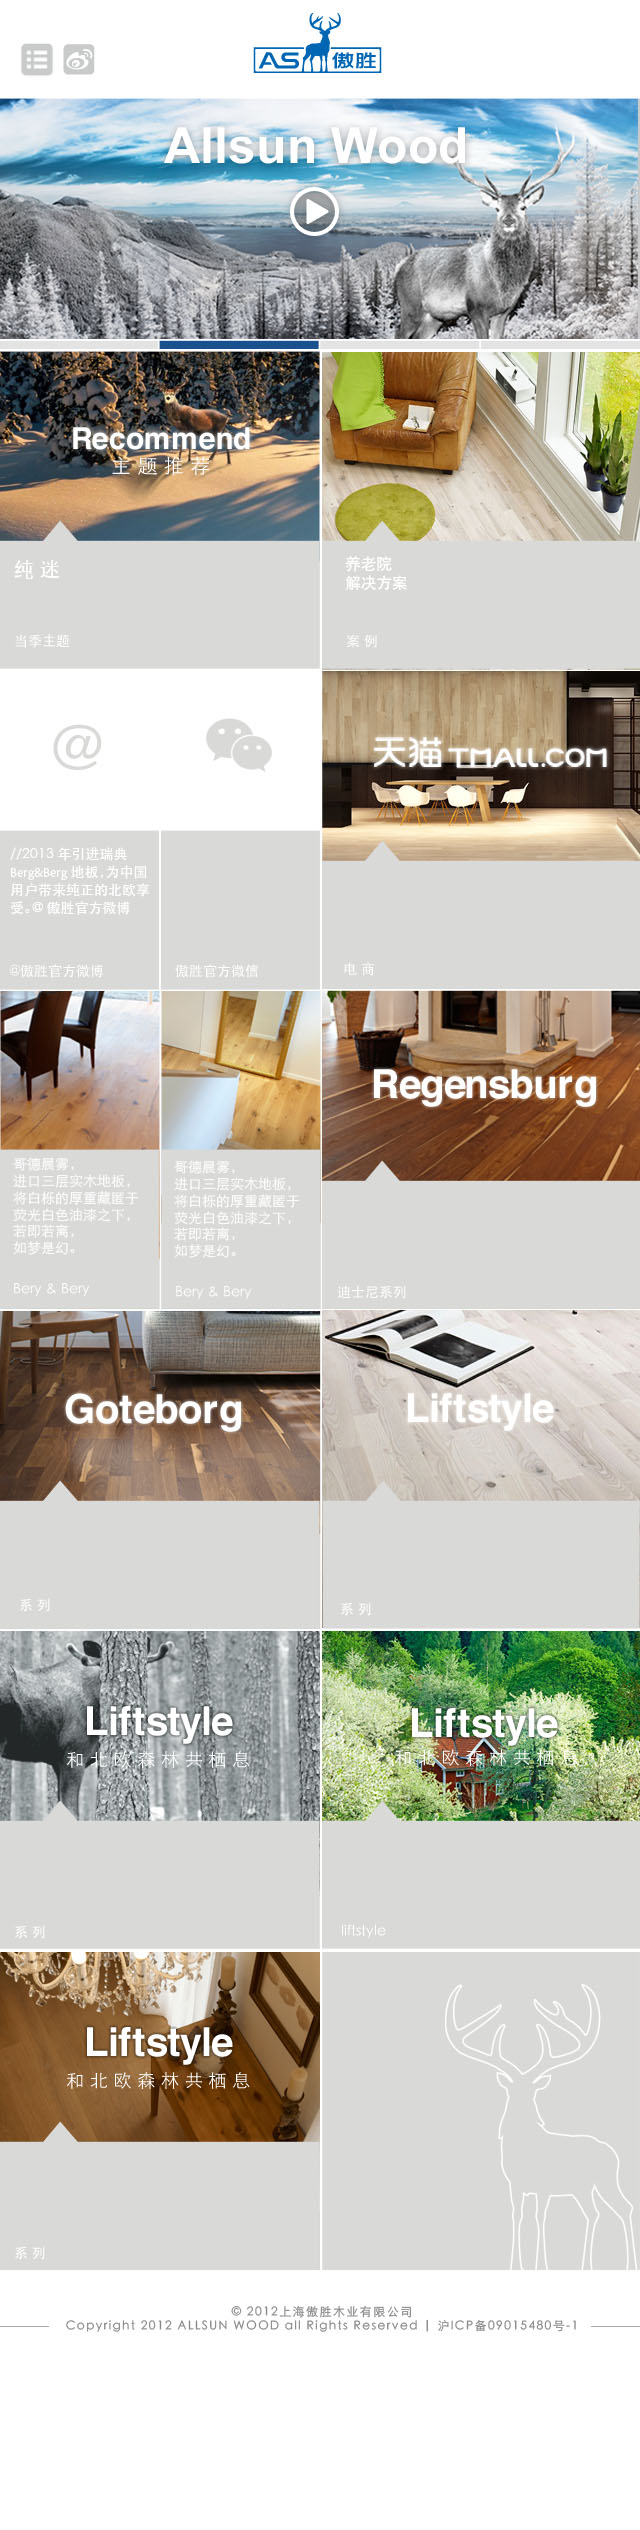 AS 傲胜
Allsun Wood
Recommend
主题推荐
纯迷
当季主题
养老院
解决方案
案例
@
天猫 TMALL.COM
//2013 年引进瑞典
Berg&Berg 地板，为中国
用户带来纯正的北欧享
受。@ 傲胜官方微博
@傲胜官方微博
傲胜官方微信
电商
哥德晨雾，
进口三层实木地板，
将白栎的厚重藏匿于
荧光白色油漆之下，
若即若离，
如梦是幻。
Bery & Bery
哥德晨雾，
进口三层实木地板，
将白栎的厚重藏匿于
荧光白色油漆之下，
若即若离，
如梦是幻。
Bery & Bery
Regensburg
迪士尼系列
Goteborg
系列
Liftstyle
系列
Liftstyle
和北欧森林共栖息
系列
Liftstyle
和北欧森林共栖息
liftstyle
Liftstyle
和北欧森林共栖息
系列
© 2012上海傲胜木业有限公司
Copyright 2012 ALLSUN WOOD all Rights Reserved | 沪ICP备09015480号-1